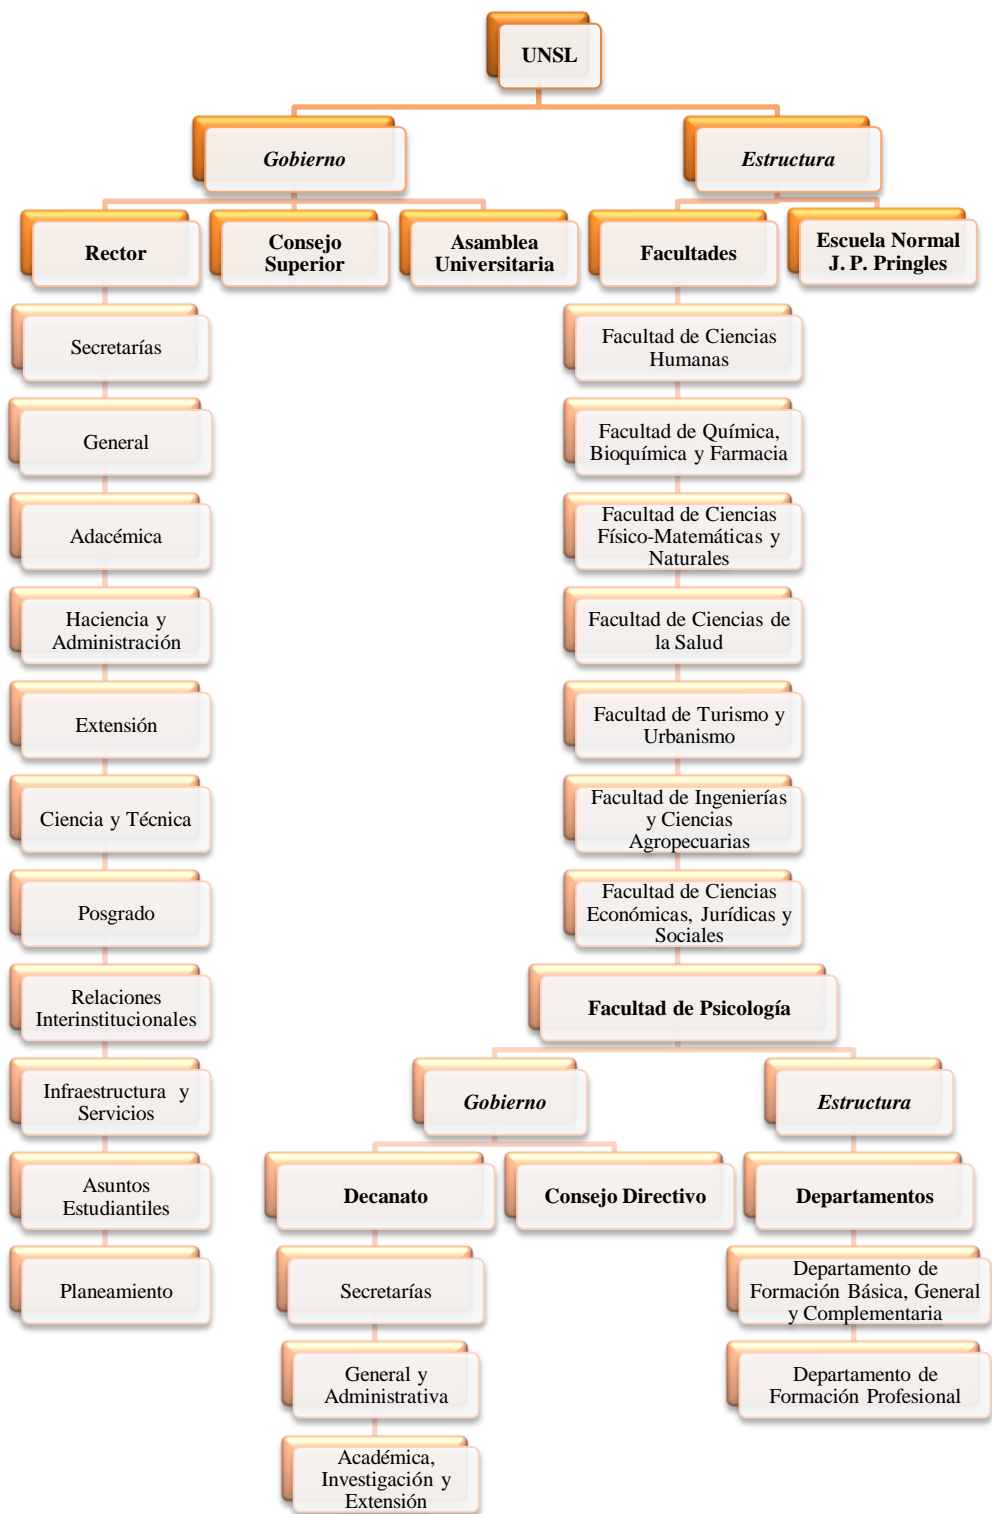 UNSL
Gobierno
Estructura
Rector
Consejo
Superior
Asamblea
Universitaria
Facultades
Escuela Normal
J. P. Pringles
Secretarías
General
Adacémica
Haciencia y
Administración
Extensión
Ciencia y Técnica
Posgrado
Relaciones
Interinstitucionales
Infraestructura y
Servicios
Asuntos
Estudiantiles
Planeamiento
Facultad de Ciencias
Humanas
Facultad de Química,
Bioquímica y Farmacia
Facultad de Ciencias
Físico-Matemáticas y
Naturales
Facultad de Ciencias de
la Salud
Facultad de Turismo y
Urbanismo
Facultad de Ingenierías
y Ciencias
Agropecuarias
Facultad de Ciencias
Económicas, Jurídicas y
Sociales
Facultad de Psicología
Gobierno
Estructura
Decanato
Consejo Directivo
Departamentos
Secretarías
General y
Administrativa
Académica,
Investigación y
Extensión
Departamento de
Formación Básica, General
y Complementaria
Departamento de
Formación Profesional